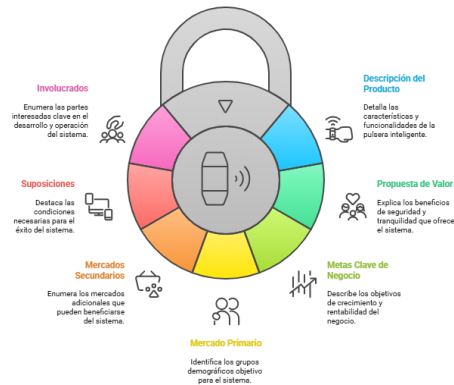 Involucrados
Enumera las partes
interesadas clave en el
desarrollo y operación
del sistema.
Descripción del
Producto
Detalla las
características y
funcionalidades de la
pulsera inteligente.
Suposiciones
Destaca las
condiciones
necesarias para el
éxito del sistema.
Propuesta de Valor
Explica los beneficios
de seguridad y
tranquilidad que ofrece
el sistema.
Mercados
Secundarios
Enumera los mercados
adicionales que
pueden beneficiarse
del sistema.
Metas Clave de
Negocio
Describe los objetivos
de crecimiento y
rentabilidad del
negocio.
Mercado Primario
Identifica los grupos
demográficos objetivo
para el sistema.